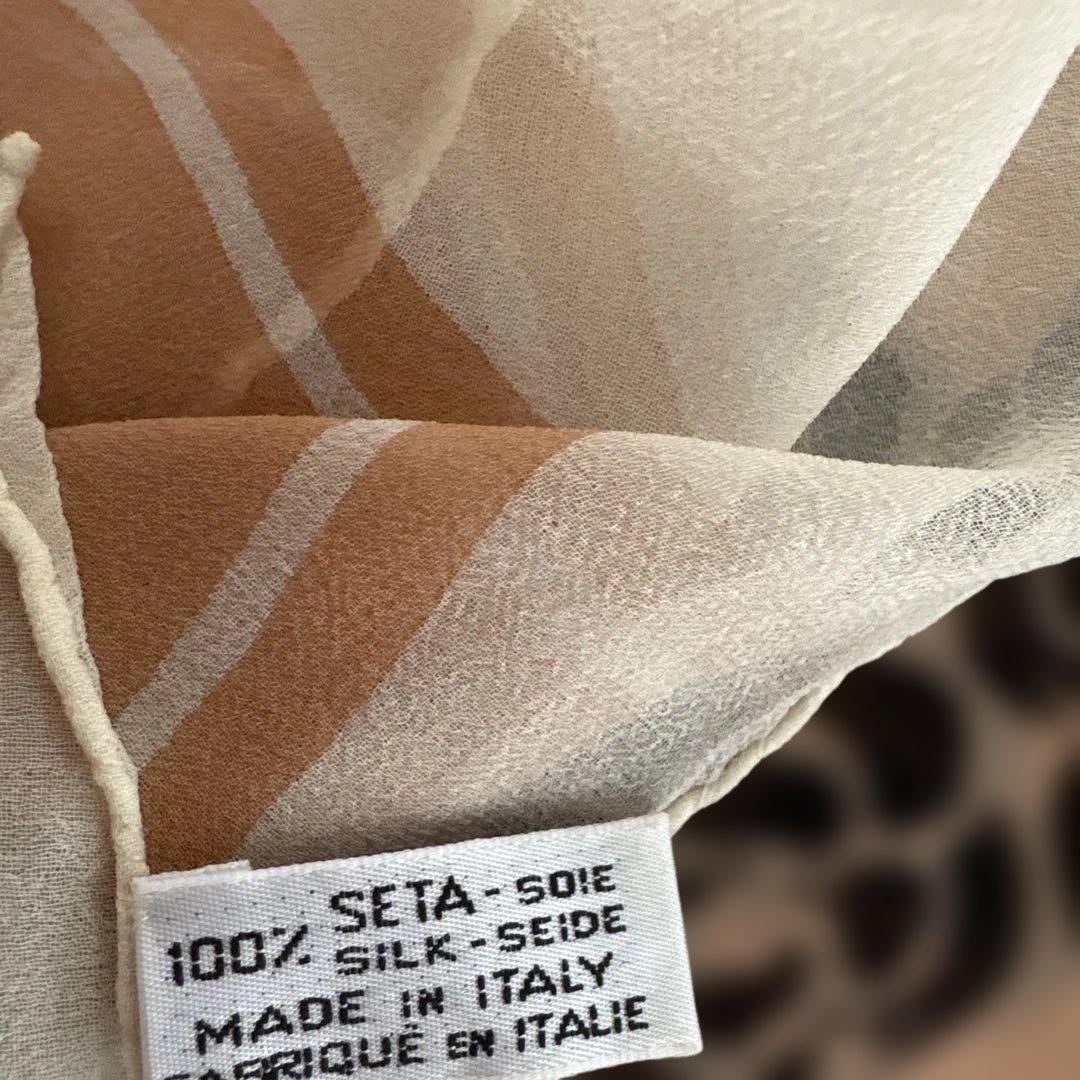 SETA - SOIE
100% SILK - SEIDE
MADE IN ITALY
FABRIQUÉ EN ITALIE